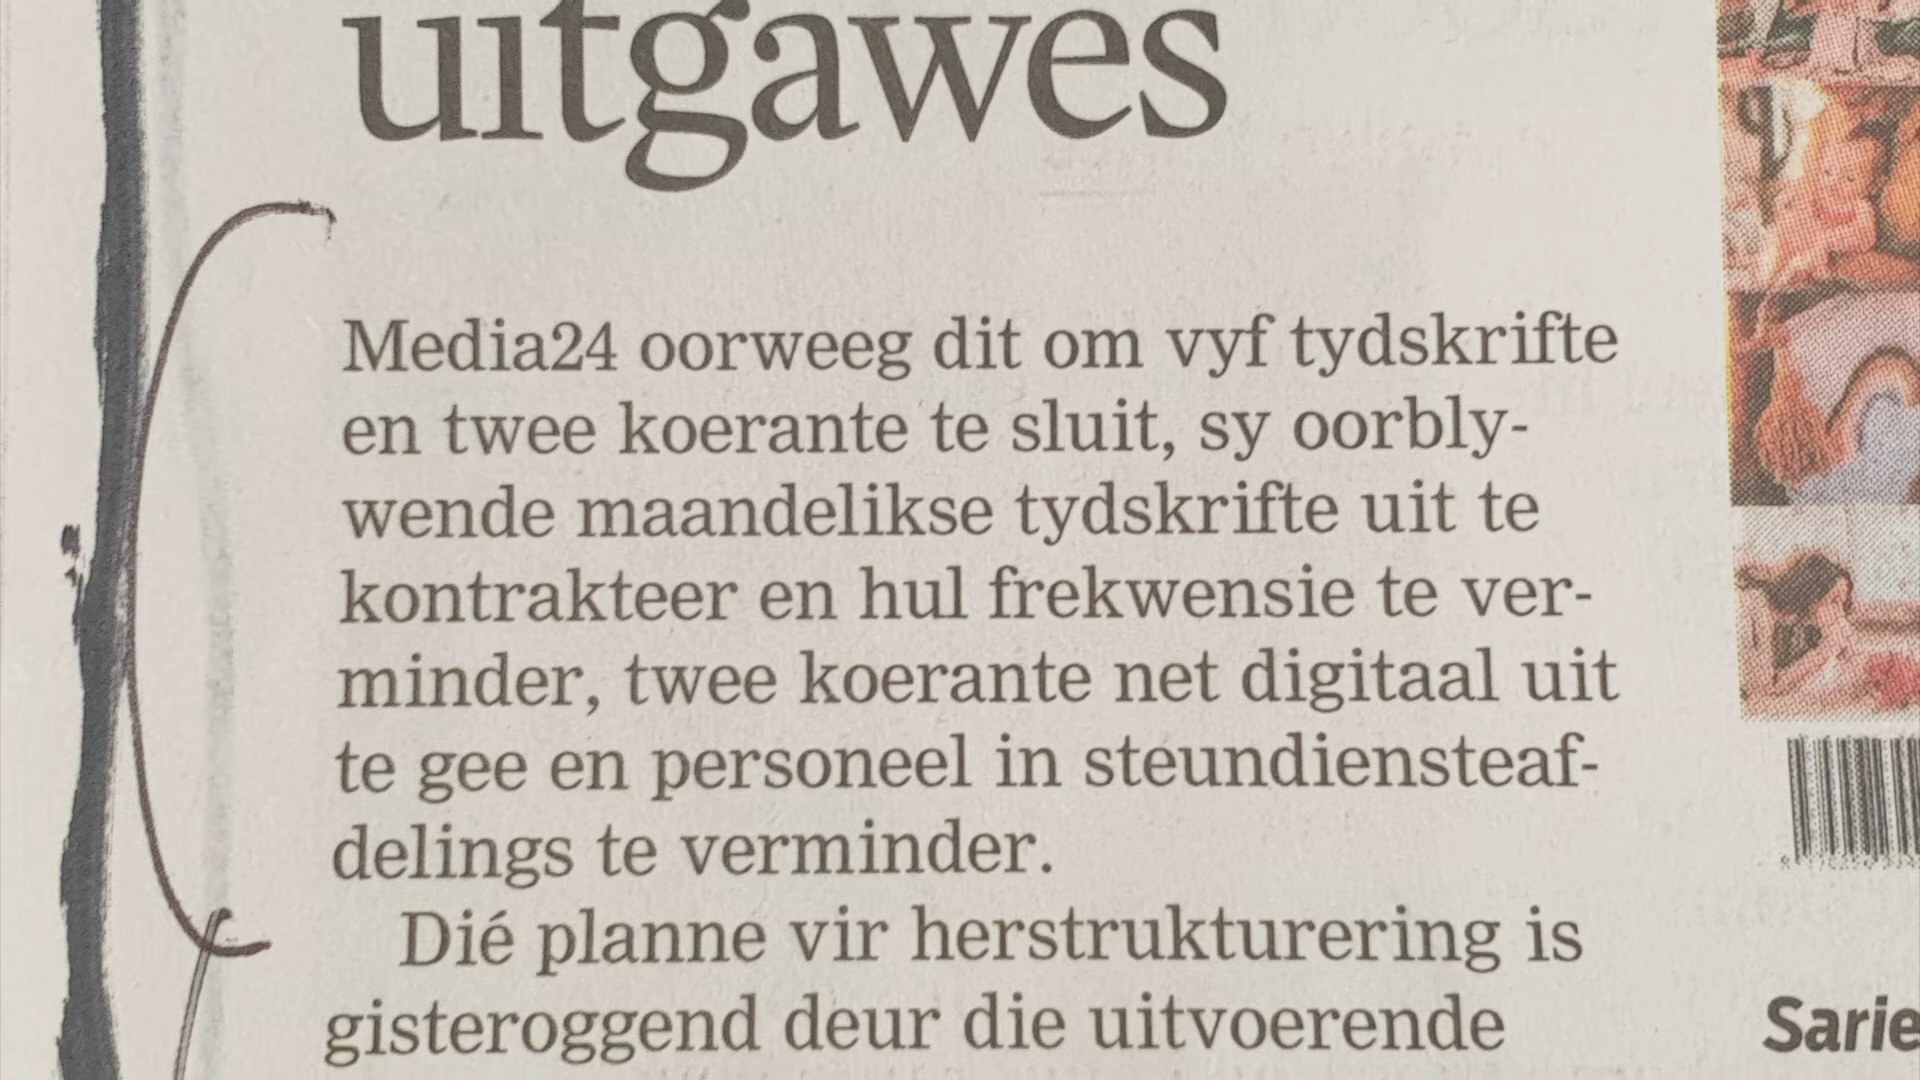 uitgawes
Media24 oorweeg dit om vyf tydskrifte
en twee koerante te sluit, sy oorbly-
wende maandelikse tydskrifte uit te
kontrakteer en hul frekwensie te ver-
minder, twee koerante net digitaal uit
te gee en personeel in steundiensteaf-
delings te verminder.
Dié planne vir herstrukturering is
gisteroggend deur die uitvoerende
Sarie